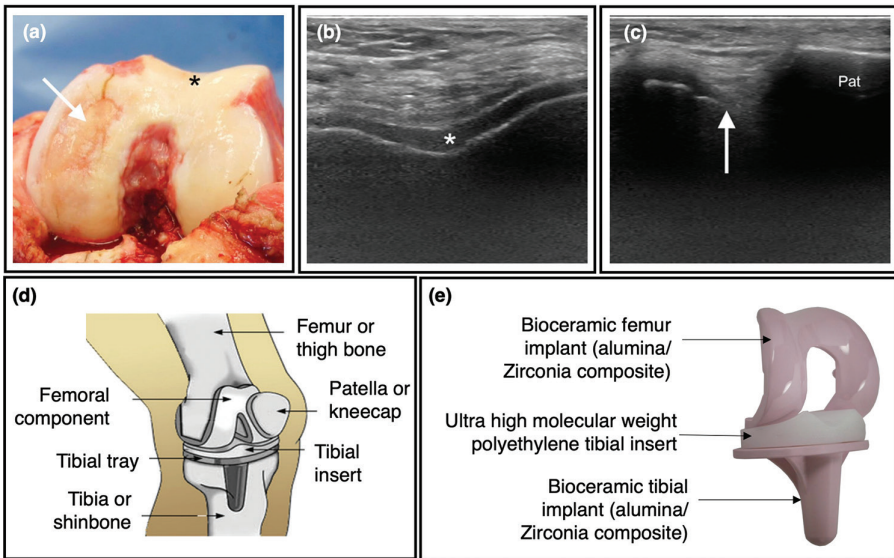 (a)
*
(b)
*
(c)
Pat
(d)
Femur or
thigh bone
Femoral
component
Patella or
kneecap
Tibial tray
Tibial
insert
Tibia or
shinbone
(e)
Bioceramic femur
implant (alumina/
Zirconia composite)
Ultra high molecular weight
polyethylene tibial insert
Bioceramic tibial
implant (alumina/
Zirconia composite)